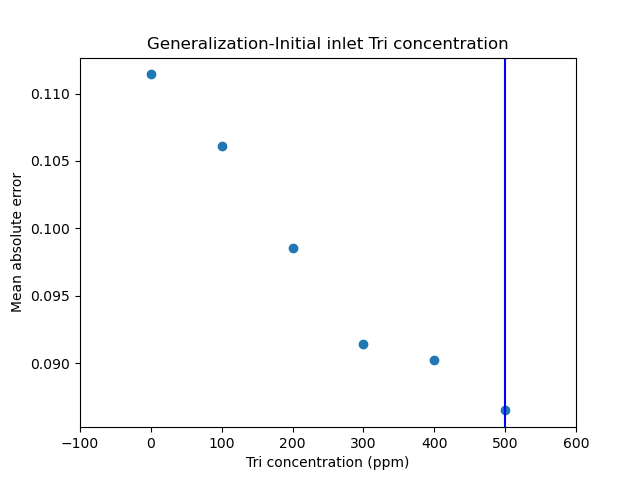 Generalization-Initial inlet Tri concentration
Mean absolute error
0.110
0.105
0.100
0.095
0.090
−100 0 100 200 300 400 500 600
Tri concentration (ppm)